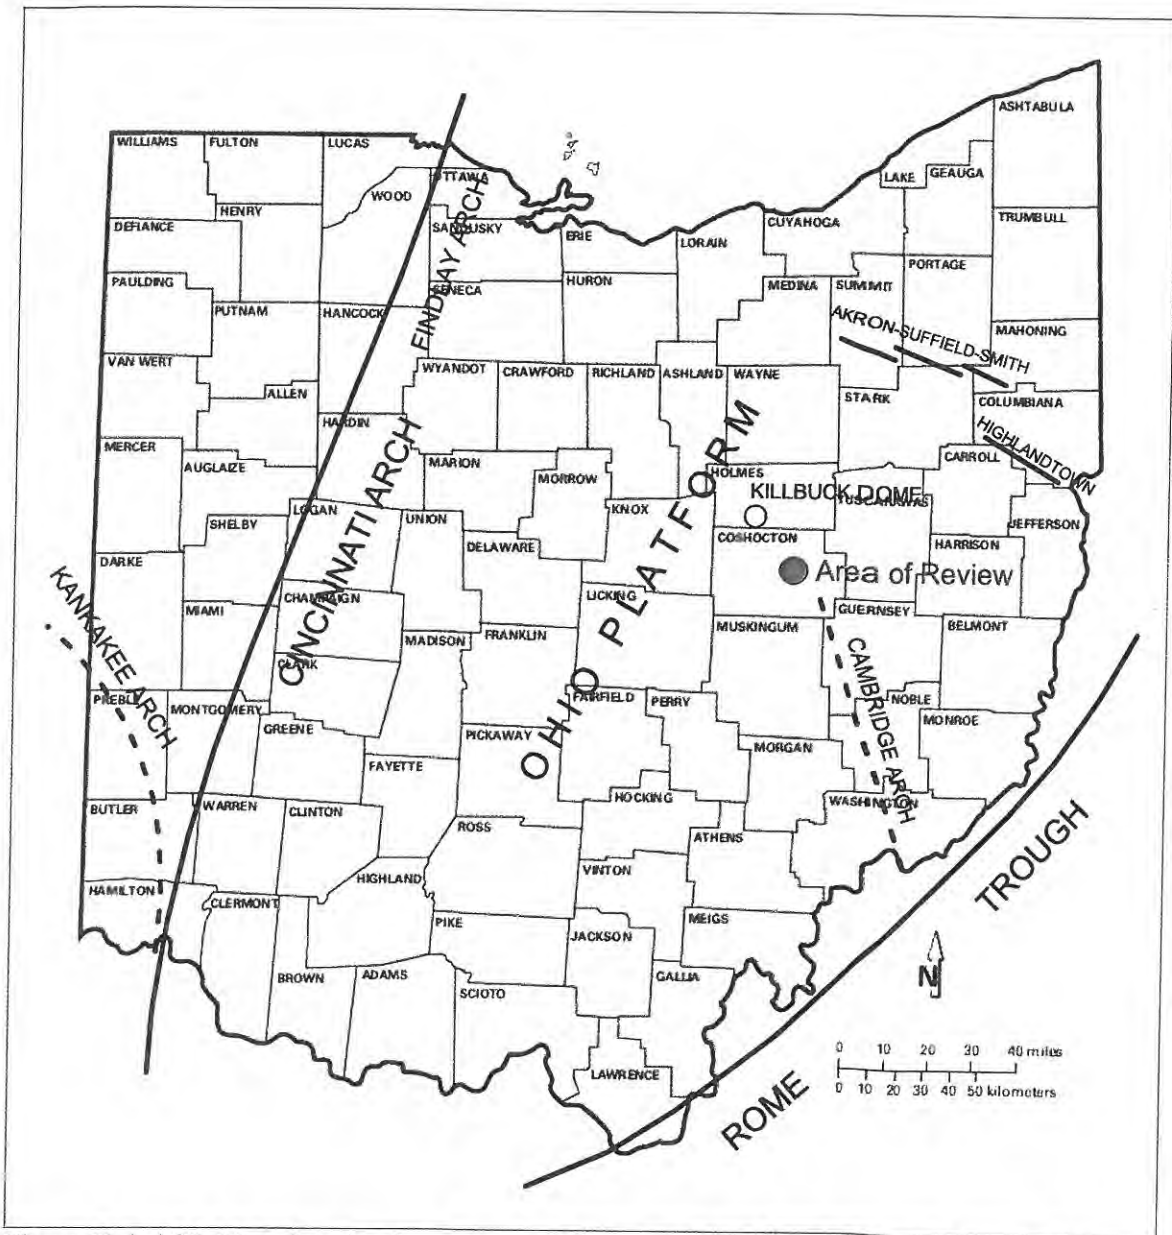 ASHTABULA
WILLIAMS
FULTON
LUCAS
LAKE
GEAUGA
OTTAWA
WOOD
HENRY
DEFIANCE
SANDUSKY
ERIE
LORAIN
CUYAHOGA
TRUMBULL
PORTAGE
PAULDING
SENECA
HURON
MEDINA
SUMMIT
PUTNAM
HANCOCK
FINDLAY ARCH
AKRON-SUFFIELD-SMITH
MAHONING
VAN WERT
WYANDOT
CRAWFORD
RICHLAND
ASHLAND
WAYNE
ALLEN
STARK
COLUMBIANA
HARDIN
HIGHLANDTOWN
MERCER
AUGLAIZE
MARION
MORROW
HOLMES
CARROLL
KILLBUCK DOME
TUSCARAWAS
LOGAN
UNION
KNOX
SHELBY
JEFFERSON
DELAWARE
COSHOCTON
HARRISON
DARKE
Area of Review
CINCINNATI ARCH
OHIO PLATFORM
KANKAKEE ARCH
CHAMPAIGN
LICKING
MIAMI
GUERNSEY
MADISON
FRANKLIN
MUSKINGUM
BELMONT
CLARK
CAMBRIDGE ARCH
PREBLE
MONTGOMERY
FAIRFIELD
PERRY
NOBLE
GREENE
PICKAWAY
MONROE
MORGAN
FAYETTE
HOCKING
BUTLER
WARREN
CLINTON
WASHINGTON
ROSS
ATHENS
VINTON
HIGHLAND
HAMILTON
CLERMONT
PIKE
MEIGS
JACKSON
BROWN
ADAMS
SCIOTO
GALLIA
LAWRENCE
ROME TROUGH
N
0 10 20 30 40 miles
0 10 20 30 40 50 kilometers